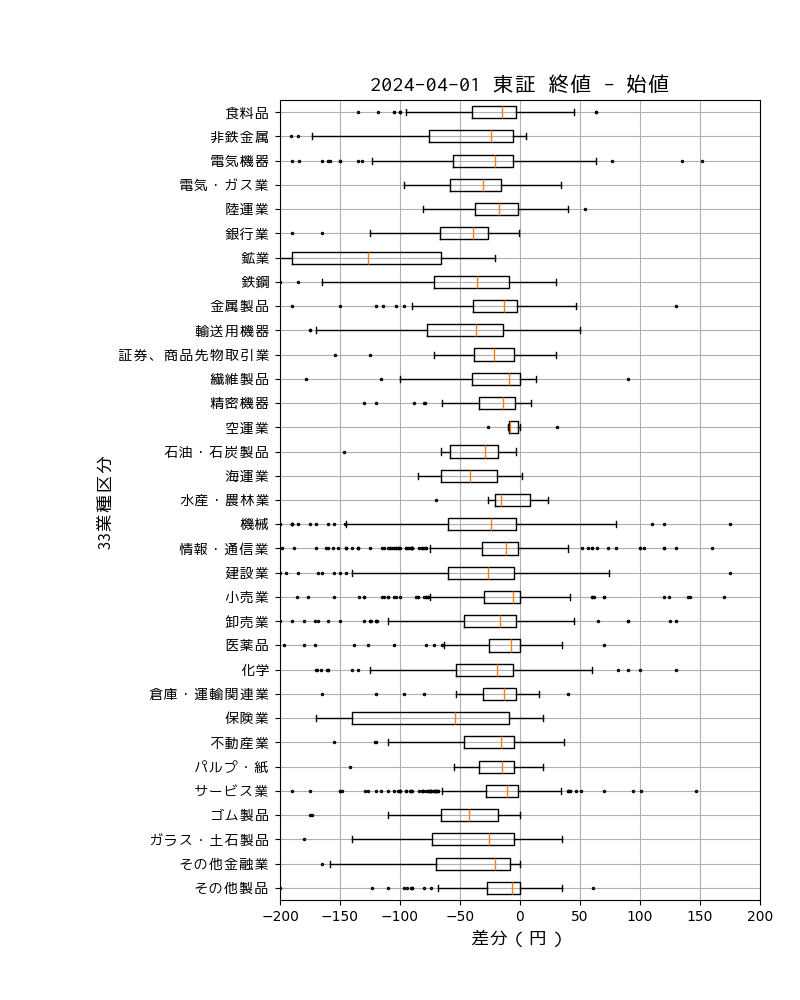 2024-04-01 東証 終値 - 始値
食料品
非鉄金属
電気機器
電気・ガス業
陸運業
銀行業
鉱業
鉄鋼
金属製品
輸送用機器
証券、商品先物取引業
繊維製品
精密機器
空運業
石油・石炭製品
海運業
水産・農林業
機械
情報・通信業
建設業
小売業
卸売業
医薬品
化学
倉庫・運輸関連業
保険業
不動産業
パルプ・紙
サービス業
ゴム製品
ガラス・土石製品
その他金融業
その他製品
33業種区分
-200 -150 -100 -50 0 50 100 150 200
差分(円)